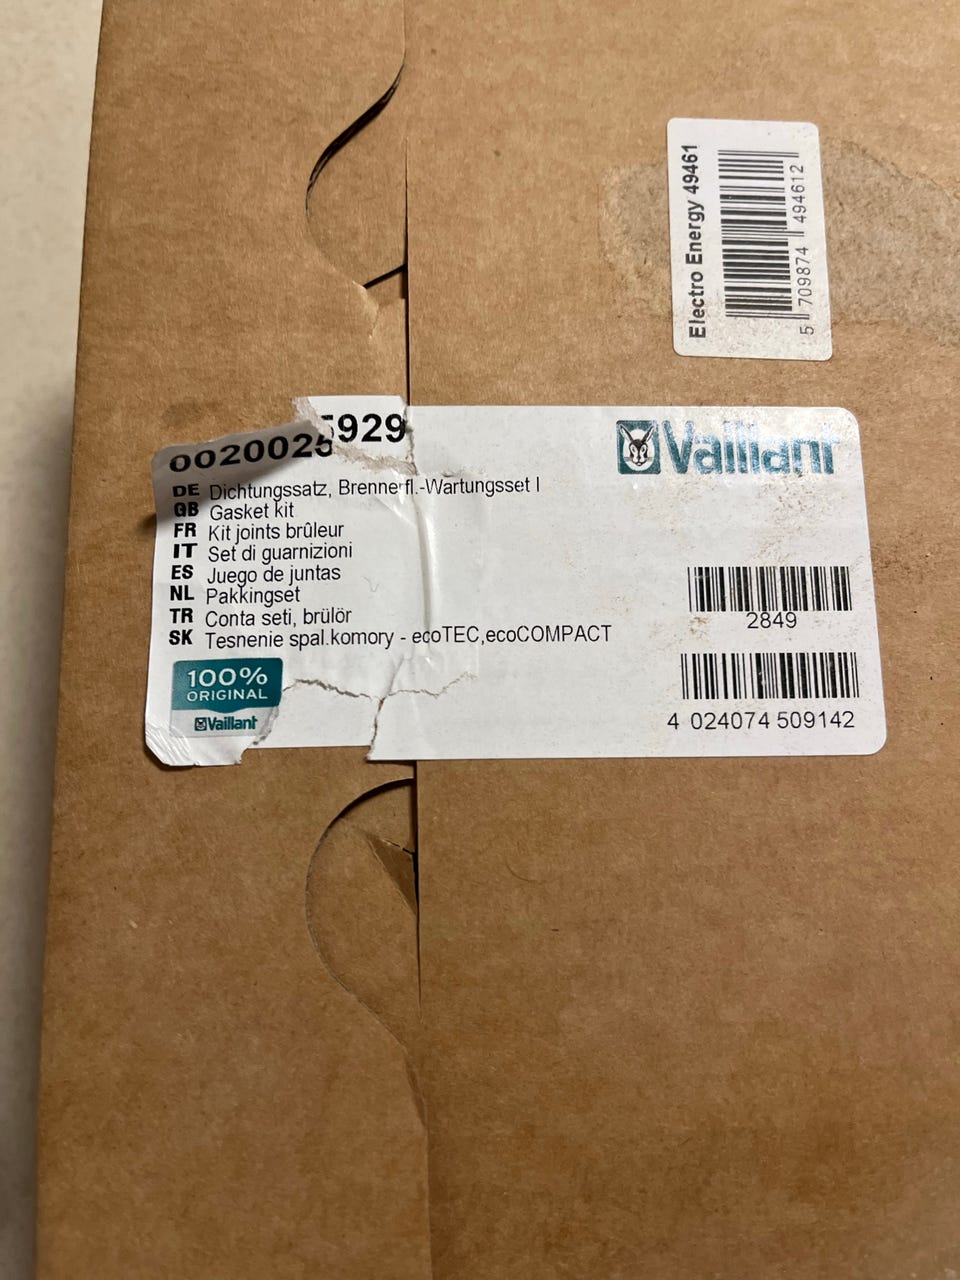 Electro Energy 49461
5 709874 494612
0020025929
Vaillant
DE Dichtungssatz, Brennerfl.-Wartungsset I
GB Gasket kit
FR Kit joints brûleur
IT Set di guarnizioni
ES Juego de juntas
NL Pakkingset
TR Conta seti, brülör
SK Tesnenie spal.komory - ecoTEC,ecoCOMPACT
2849
4 024074 509142
100%
ORIGINAL
Vaillant